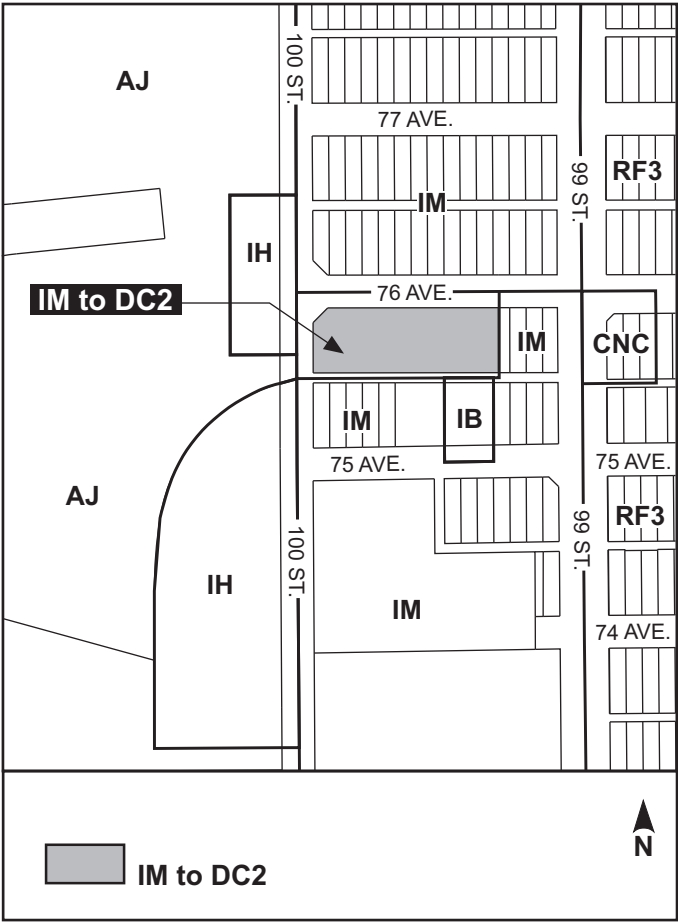 AJ
100 ST.
77 AVE.
99 ST.
RF3
IM
IH
IM to DC2
76 AVE.
IM
CNC
IM
IB
75 AVE.
75 AVE.
AJ
RF3
100 ST.
99 ST.
IH
IM
74 AVE.
N
IM to DC2